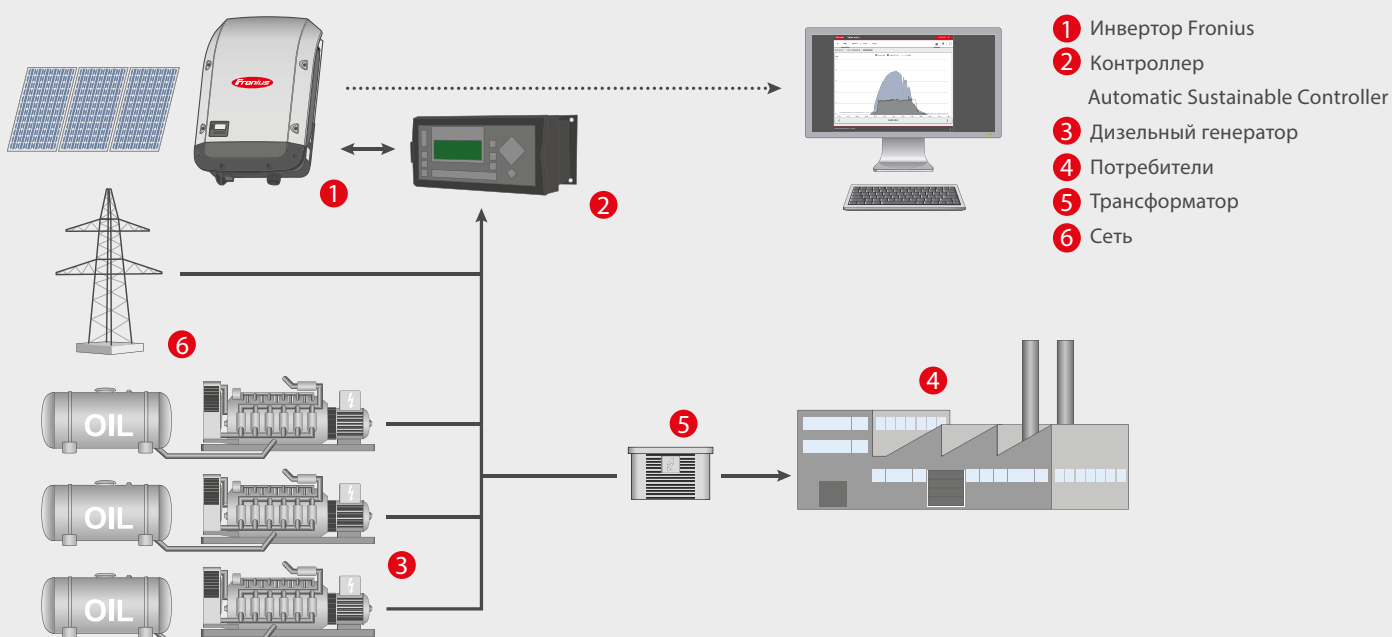 Fronius
1 Инвертор Fronius
2 Контроллер
Automatic Sustainable Controller
3 Дизельный генератор
4 Потребители
5 Трансформатор
6 Сеть
1
2
6
4
5
OIL
OIL
3
OIL